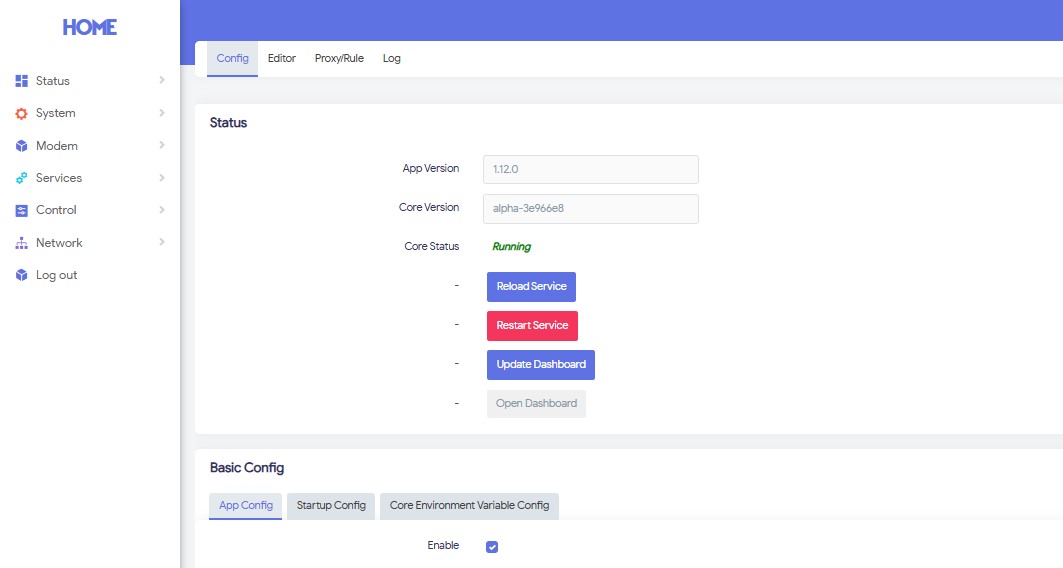 HOME
Status
System
Modem
Services
Control
Network
Log out
Config Editor Proxy/Rule Log
Status
App Version 1.12.0
Core Version alpha-3e966e8
Core Status Running
- Reload Service
- Restart Service
- Update Dashboard
- Open Dashboard
Basic Config
App Config Startup Config Core Environment Variable Config
Enable